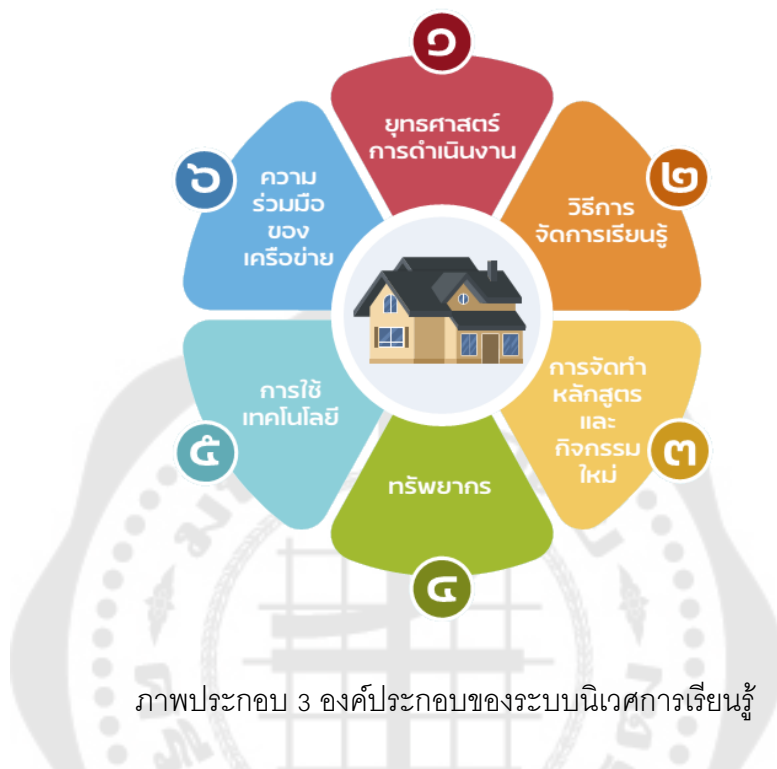 ๑
ยุทธศาสตร์
การดำเนินงาน
๒
วิธีการ
จัดการเรียนรู้
๓
การจัดทำ
หลักสูตร
และ
กิจกรรม
ใหม่
๔
ทรัพยากร
๕
การใช้
เทคโนโลยี
๖
ความ
ร่วมมือ
ของ
เครือข่าย
ภาพประกอบ 3 องค์ประกอบของระบบนิเวศการเรียนรู้